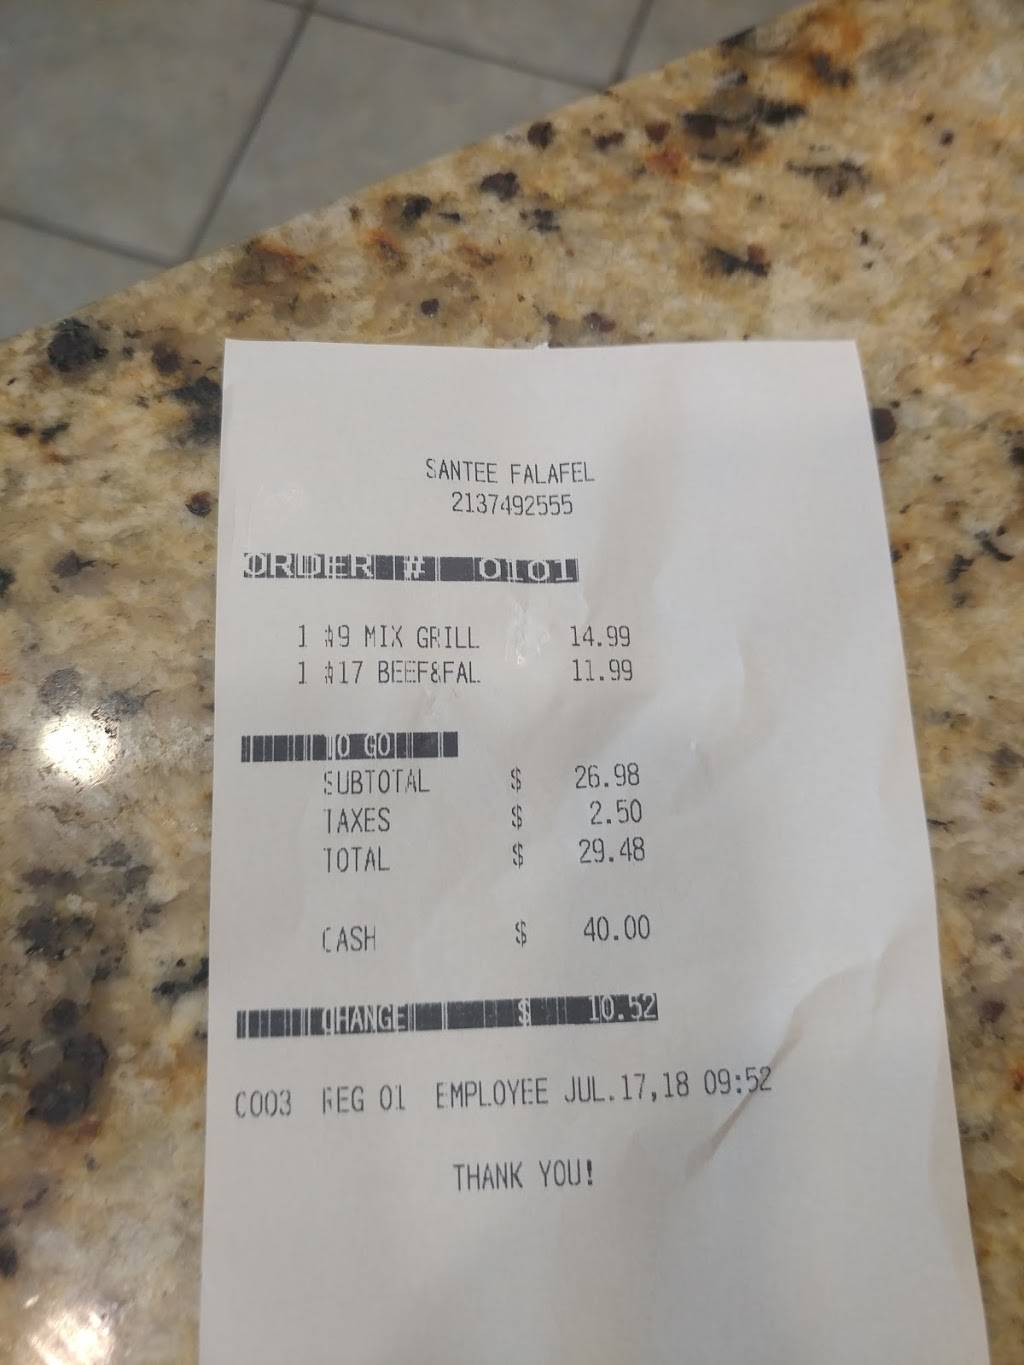 SANTEE FALAFEL
2137492555
ORDER # 0101
1 #9 MIX GRILL 14.99
1 #17 BEEF&FAL 11.99
TO GO
SUBTOTAL $ 26.98
TAXES $ 2.50
TOTAL $ 29.48
CASH $ 40.00
CHANGE $ 10.52
C003 REG 01 EMPLOYEE JUL.17,18 09:52
THANK YOU!